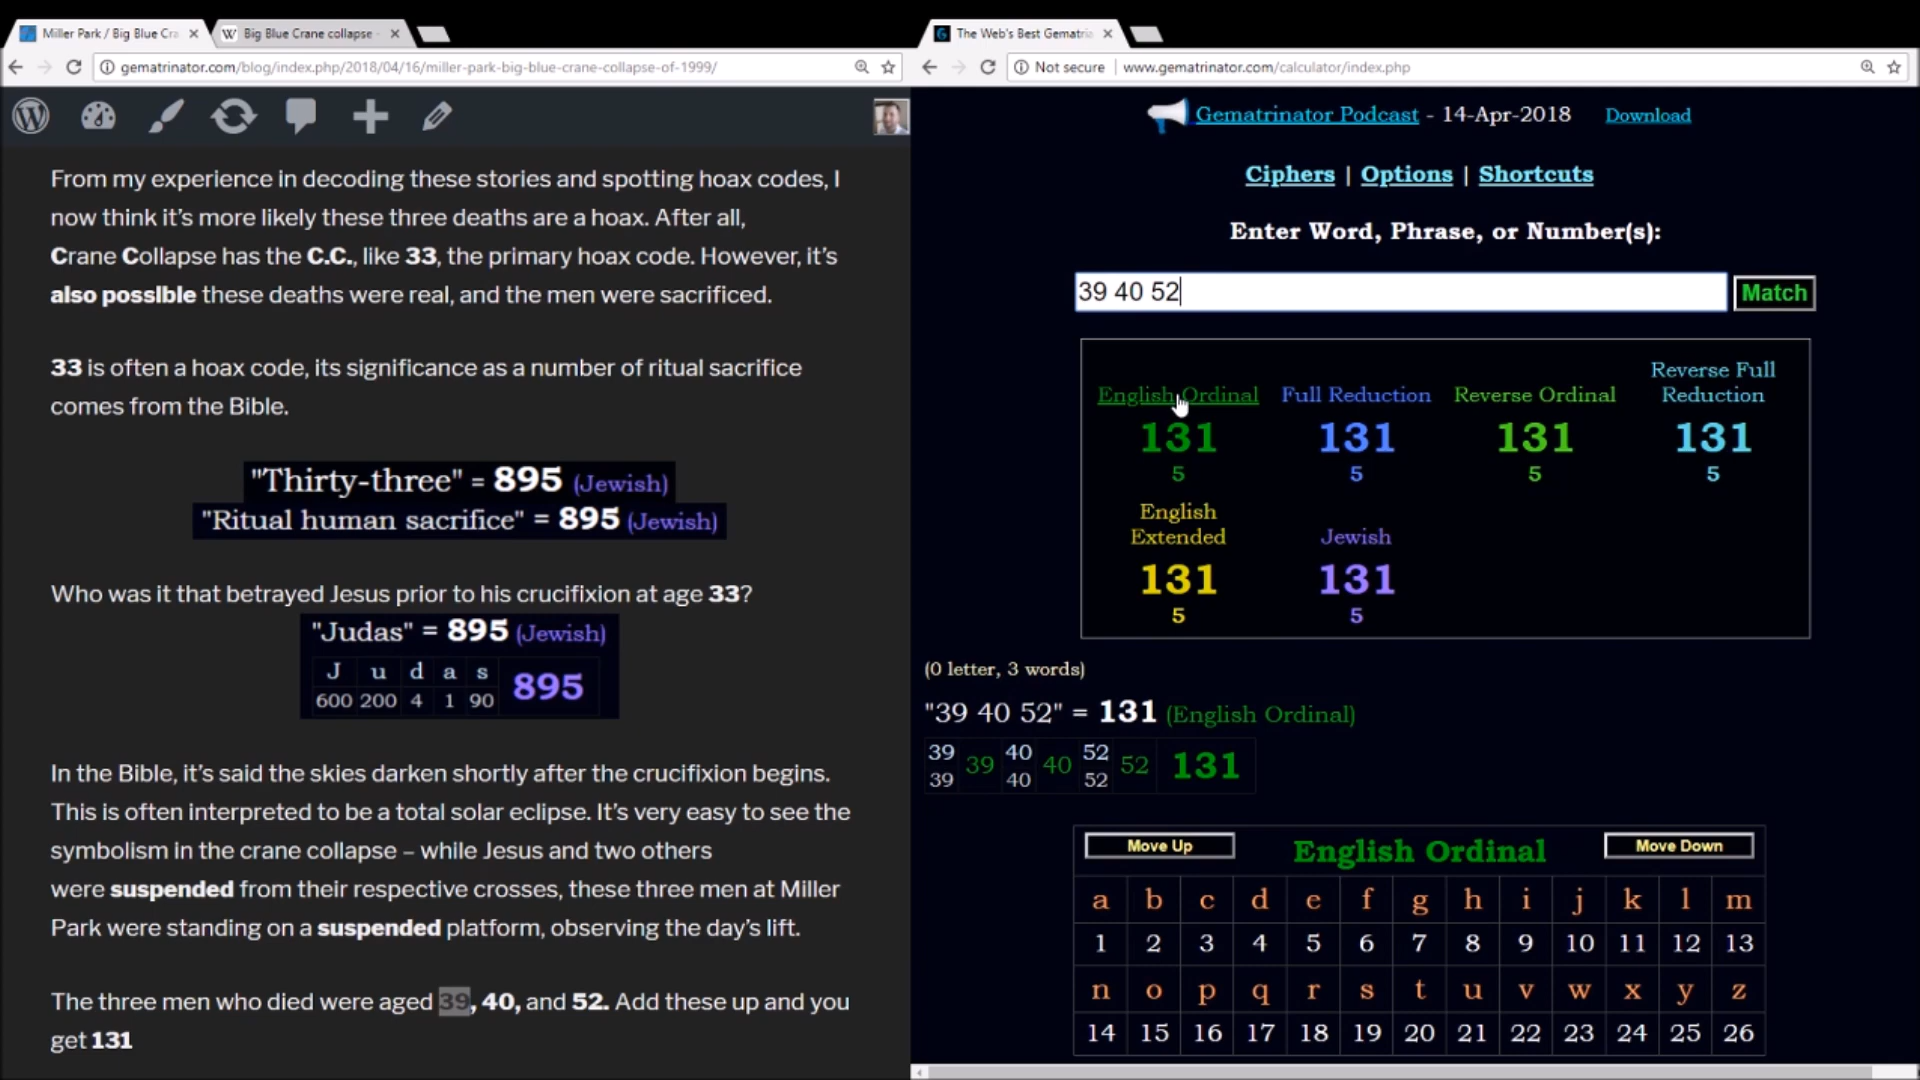 Miller Park / Big Blue Cra
Big Blue Crane collapse -
gematrinator.com/blog/index.php/2018/04/16/miller-park-big-blue-crane-collapse-of-1999/
From my experience in decoding these stories and spotting hoax codes, I
now think it's more likely these three deaths are a hoax. After all,
Crane Collapse has the C.C., like 33, the primary hoax code. However, it's
also possible these deaths were real, and the men were sacrificed.
33 is often a hoax code, its significance as a number of ritual sacrifice
comes from the Bible.
"Thirty-three" = 895 (Jewish)
"Ritual human sacrifice" = 895 (Jewish)
Who was it that betrayed Jesus prior to his crucifixion at age 33?
"Judas" = 895 (Jewish)
J u d a s
600 200 4 1 90 895
In the Bible, it's said the skies darken shortly after the crucifixion begins.
This is often interpreted to be a total solar eclipse. It's very easy to see the
symbolism in the crane collapse – while Jesus and two others
were suspended from their respective crosses, these three men at Miller
Park were standing on a suspended platform, observing the day's lift.
The three men who died were aged 39, 40, and 52. Add these up and you
get 131
The Web's Best Gematria
Not secure | www.gematrinator.com/calculator/index.php
Gematrinator Podcast - 14-Apr-2018 Download
Ciphers | Options | Shortcuts
Enter Word, Phrase, or Number(s):
39 40 52 Match
English Ordinal Full Reduction Reverse Ordinal Reverse Full Reduction
131 131 131 131
5 5 5 5
English Extended Jewish
131 131
5 5
(0 letter, 3 words)
"39 40 52" = 131 (English Ordinal)
39 39 40 40 52 52 131
39 40 52
Move Up English Ordinal Move Down
a b c d e f g h i j k l m
1 2 3 4 5 6 7 8 9 10 11 12 13
n o p q r s t u v w x y z
14 15 16 17 18 19 20 21 22 23 24 25 26